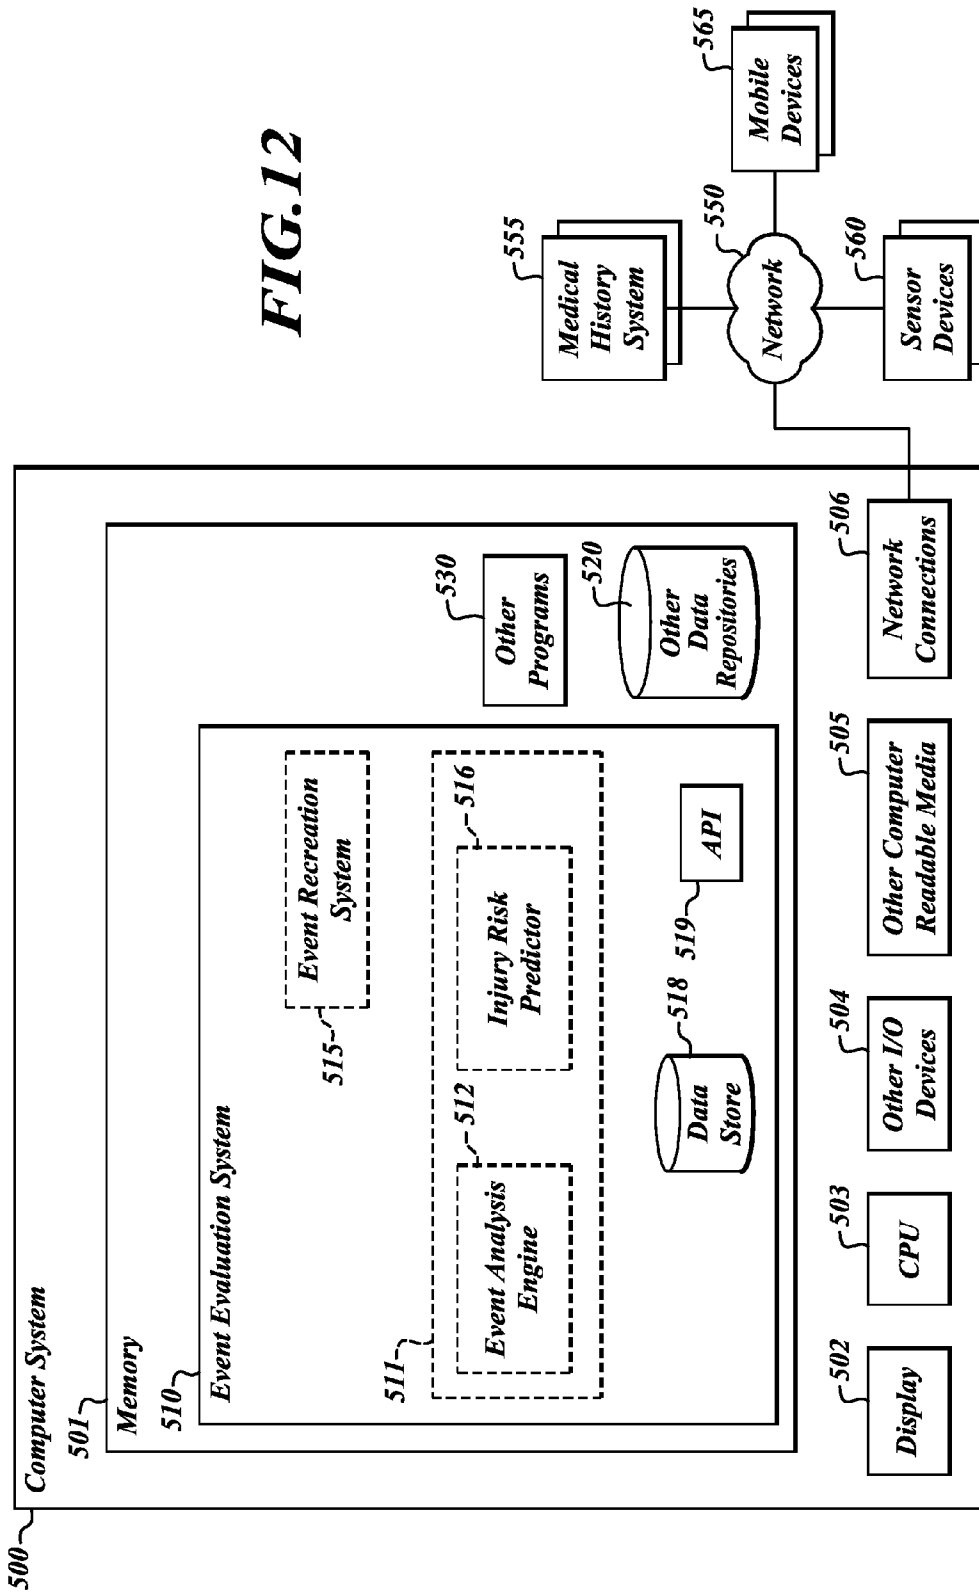 FIG.12
500
Computer System
501
Memory
510
Event Evaluation System
515
Event Recreation
System
511
512
Event Analysis
Engine
516
Injury Risk
Predictor
518
Data
Store
519
API
530
Other
Programs
520
Other
Data
Repositories
502
Display
503
CPU
504
Other I/O
Devices
505
Other Computer
Readable Media
506
Network
Connections
555
Medical
History
System
550
Network
565
Mobile
Devices
560
Sensor
Devices